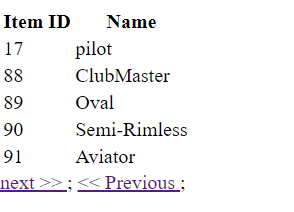 Item ID Name
17 pilot
88 ClubMaster
89 Oval
90 Semi-Rimless
91 Aviator
next >> ; << Previous ;